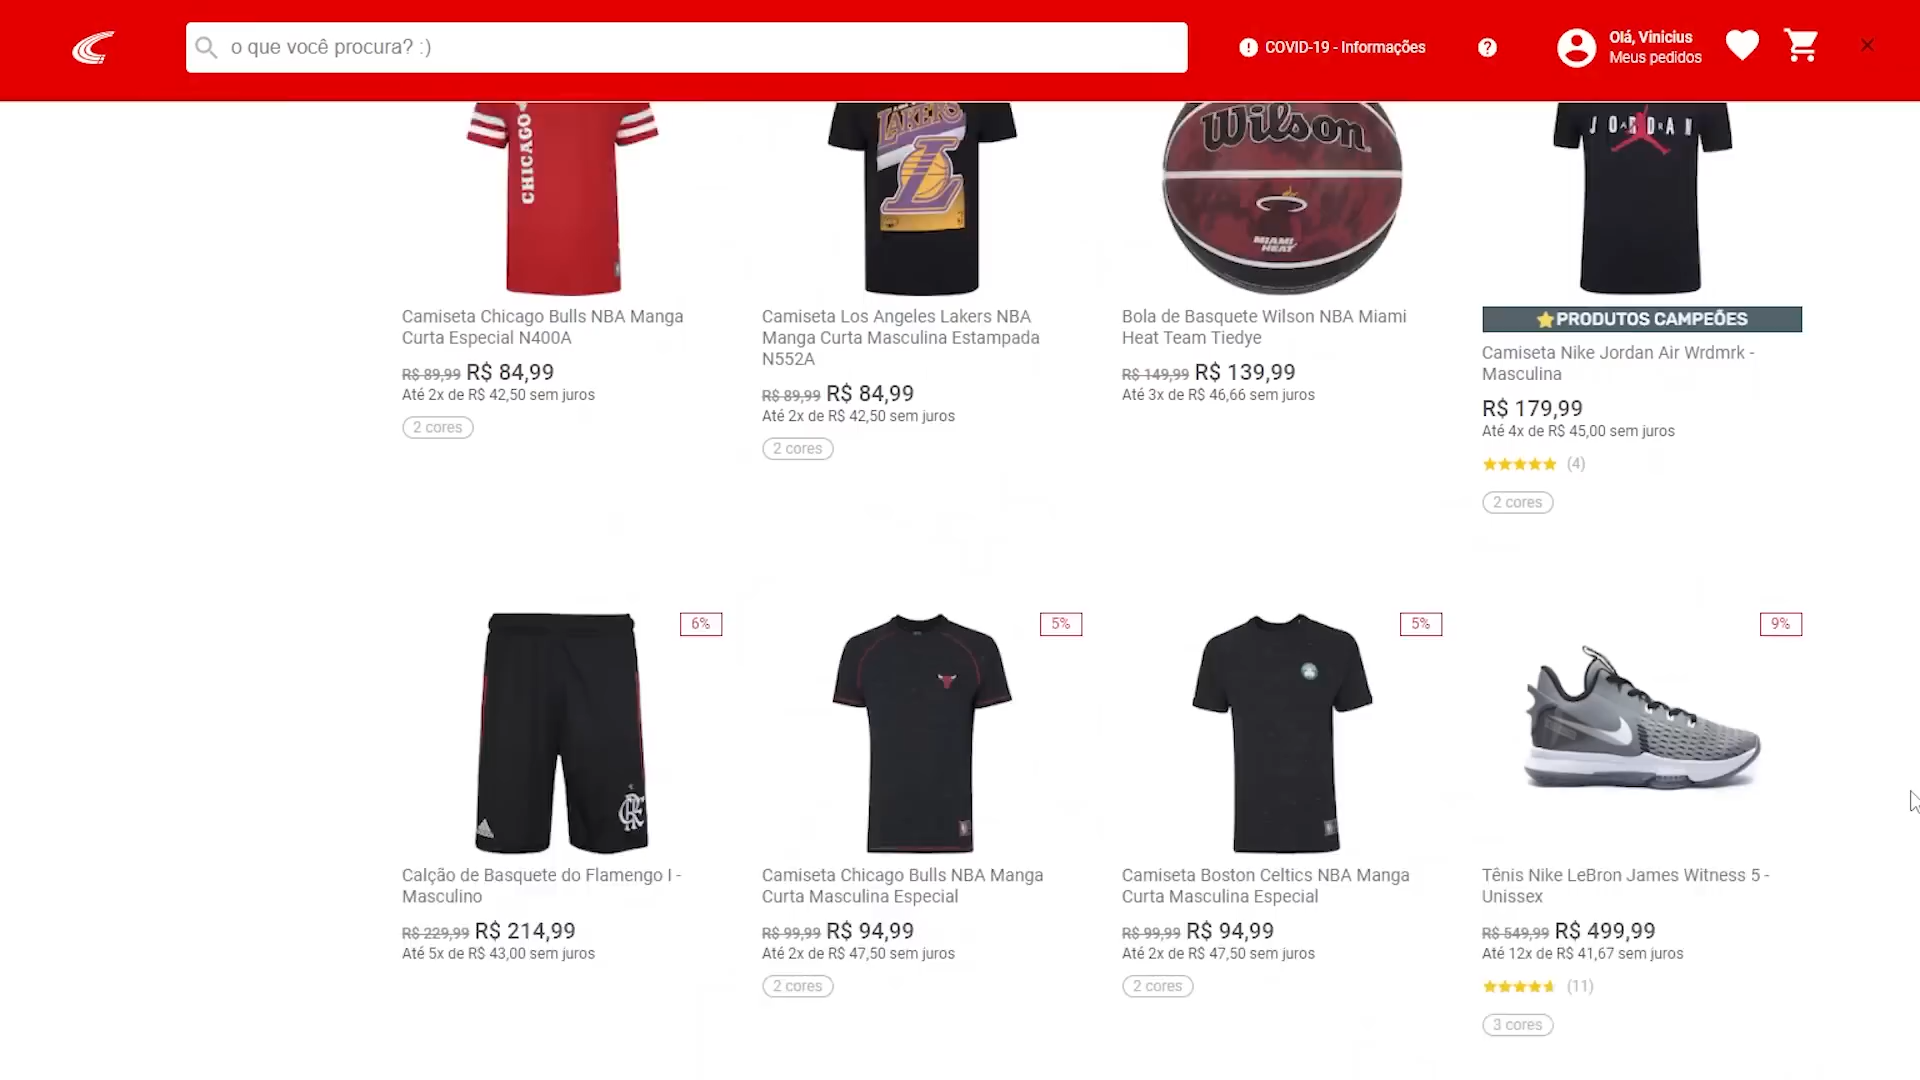 o que você procura? :)
COVID-19 - Informações
?
Olá, Vinicius
Meus pedidos
CHICAGO
LAKERS
L
Wilson
MIAMI
HEAT
JORDAN
AIR
Camiseta Chicago Bulls NBA Manga
Curta Especial N400A
R$ 89,99 R$ 84,99
Até 2x de R$ 42,50 sem juros
2 cores
Camiseta Los Angeles Lakers NBA
Manga Curta Masculina Estampada
N552A
R$ 89,99 R$ 84,99
Até 2x de R$ 42,50 sem juros
2 cores
Bola de Basquete Wilson NBA Miami
Heat Team Tiedye
R$ 149,99 R$ 139,99
Até 3x de R$ 46,66 sem juros
PRODUTOS CAMPEÕES
Camiseta Nike Jordan Air Wrdmrk -
Masculina
R$ 179,99
Até 4x de R$ 45,00 sem juros
(4)
2 cores
6%
Calção de Basquete do Flamengo I -
Masculino
R$ 229,99 R$ 214,99
Até 5x de R$ 43,00 sem juros
5%
Camiseta Chicago Bulls NBA Manga
Curta Masculina Especial
R$ 99,99 R$ 94,99
Até 2x de R$ 47,50 sem juros
2 cores
5%
Camiseta Boston Celtics NBA Manga
Curta Masculina Especial
R$ 99,99 R$ 94,99
Até 2x de R$ 47,50 sem juros
2 cores
9%
Tênis Nike LeBron James Witness 5 -
Unissex
R$ 549,99 R$ 499,99
Até 12x de R$ 41,67 sem juros
(11)
3 cores